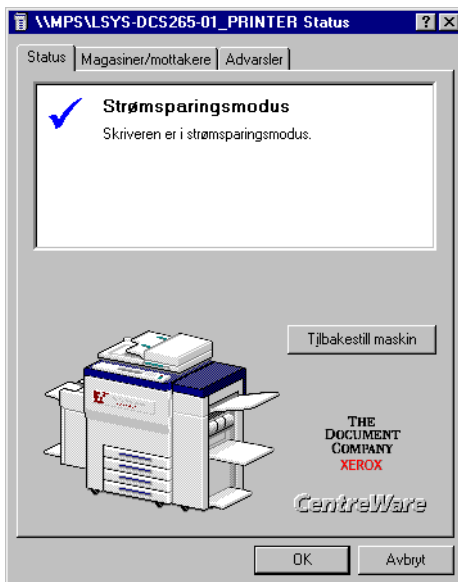 \\MPS\LSYS-DCS265-01_PRINTER Status
Status Magasiner/mottakere Advarsler
Strømsparingsmodus
Skriveren er i strømsparingsmodus.
Tilbakestill maskin
THE
DOCUMENT
COMPANY
XEROX
CentreWare
OK Avbryt